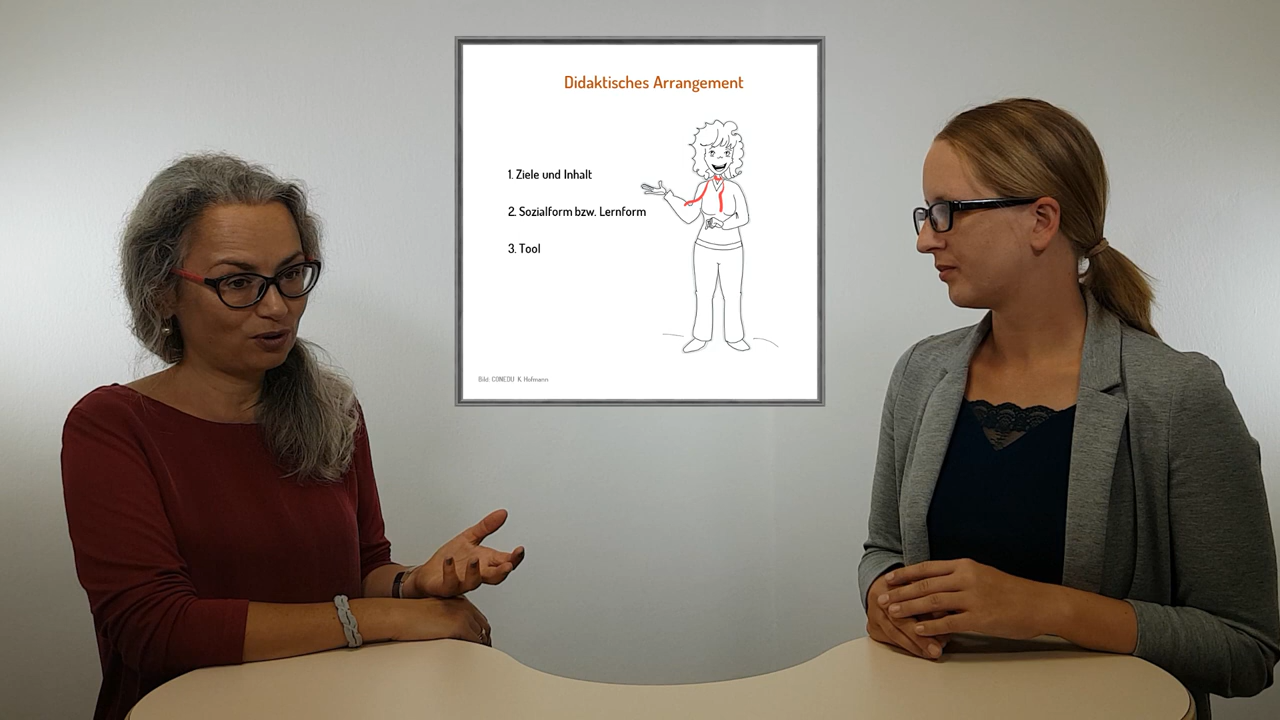 Didaktisches Arrangement
1. Ziele und Inhalt
2. Sozialform bzw. Lernform
3. Tool
Bild: CONEDU K. Hofmann